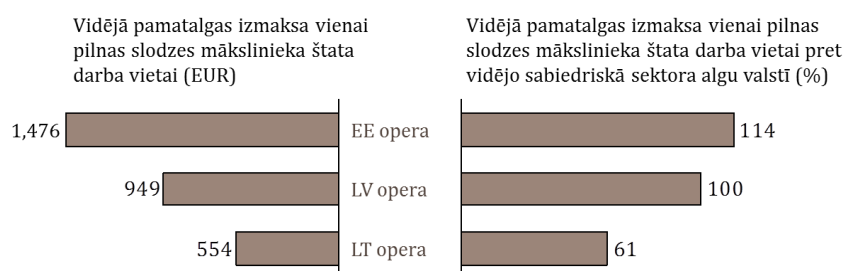 Vidējā pamatalgas izmaksa vienai
pilnas slodzes mākslinieka štata
darba vietai (EUR)
Vidējā pamatalgas izmaksa vienai pilnas
slodzes mākslinieka štata darba vietai pret
vidējo sabiedriskā sektora algu valstī (%)
1,476 EE opera 114
949 LV opera 100
554 LT opera 61